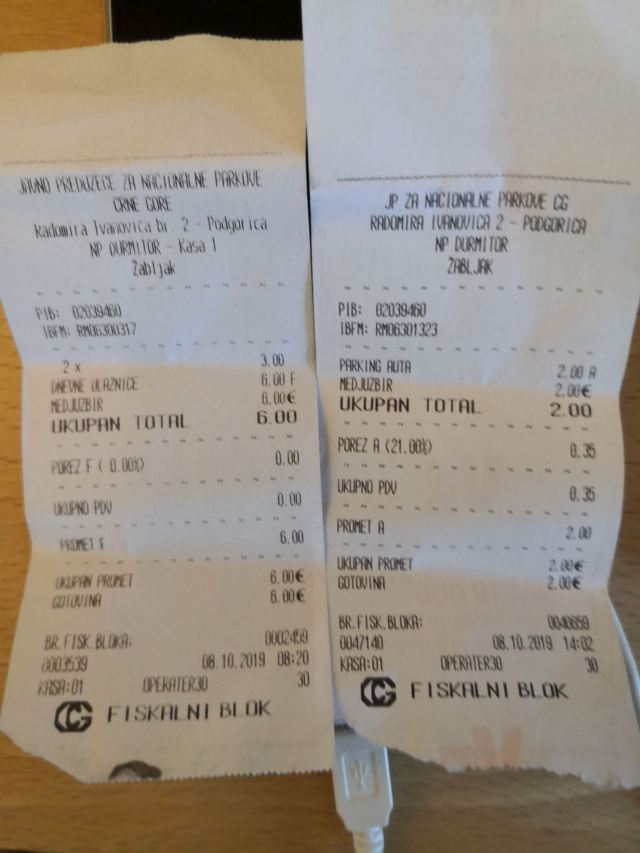 JAVNO PREDUZECE ZA NACIONALNE PARKOVE
CRNE GORE
Radomira Ivanovica br. 2 - Podgorica
NP DURMITOR - Kasa 1
Zabljak
PIB: 02039460
IBFM: RM06300317
2 x 3.00
DNEVNE ULAZNICE 6.00 F
MEDJUZBIR 6.00€
UKUPAN TOTAL 6.00
POREZ F ( 0.00%) 0.00
UKUPNO PDV 0.00
PROMET F 6.00
UKUPAN PROMET 6.00€
GOTOVINA 6.00€
BR.FISK.BLOKA: 0002459
0003539 08.10.2019 08:20
KASA:01 OPERATER30 30
CG FISKALNI BLOK
JP ZA NACIONALNE PARKOVE CG
RADOMIRA IVANOVICA 2 - PODGORICA
NP DURMITOR
ZABLJAK
PIB: 02039460
IBFM: RM06301323
PARKING AUTA 2.00 A
MEDJUZBIR 2.00€
UKUPAN TOTAL 2.00
POREZ A (21.00%) 0.35
UKUPNO PDV 0.35
PROMET A 2.00
UKUPAN PROMET 2.00€
GOTOVINA 2.00€
BR.FISK.BLOKA: 0040859
0047140 08.10.2019 14:02
KASA:01 OPERATER30 30
CG FISKALNI BLOK